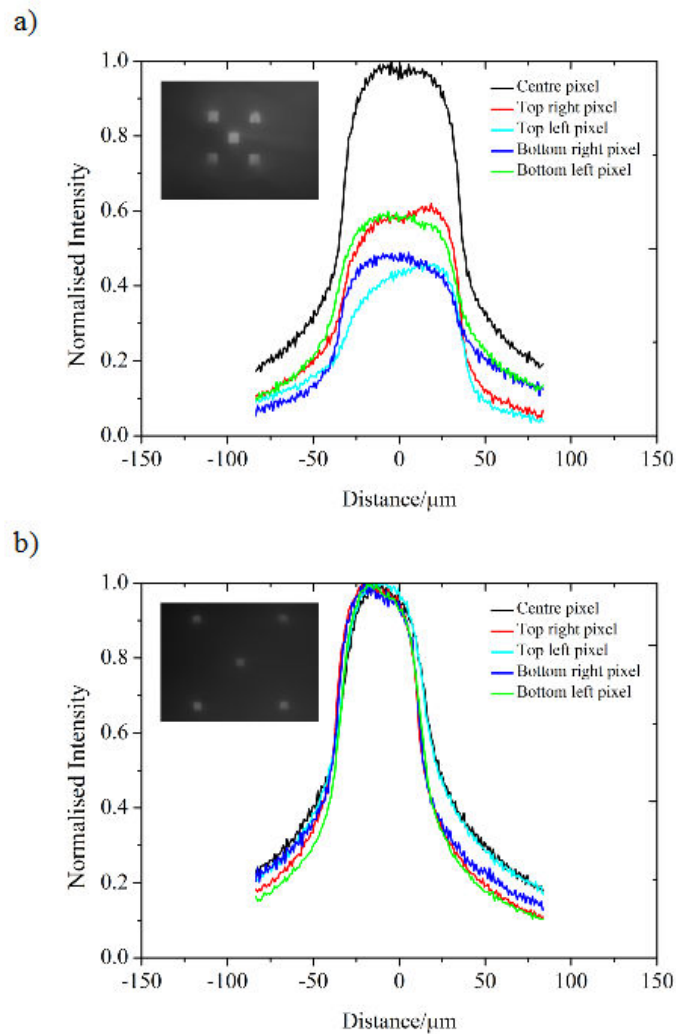 a)
1.0
0.8
0.6
0.4
0.2
0.0
Normalised Intensity
Centre pixel
Top right pixel
Top left pixel
Bottom right pixel
Bottom left pixel
-150 -100 -50 0 50 100 150
Distance/μm
b)
1.0
0.8
0.6
0.4
0.2
0.0
Normalised Intensity
Centre pixel
Top right pixel
Top left pixel
Bottom right pixel
Bottom left pixel
-150 -100 -50 0 50 100 150
Distance/μm